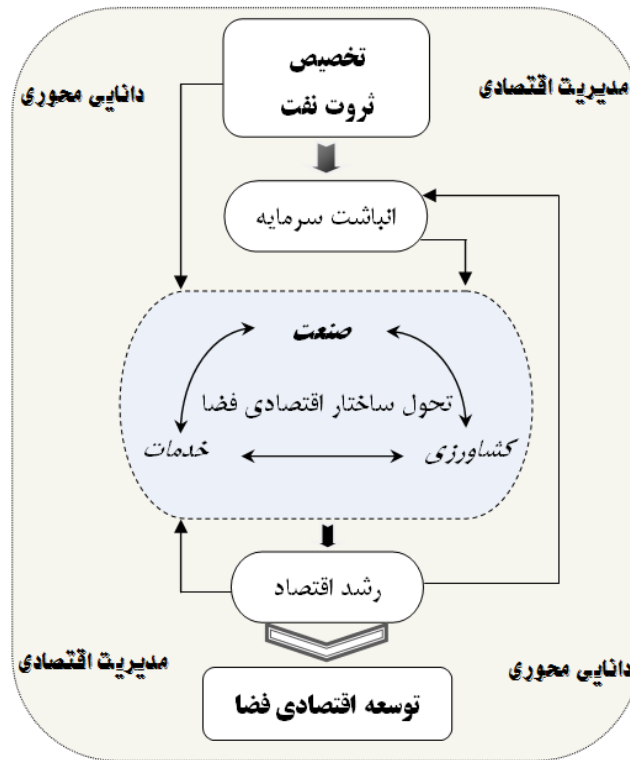 تخصیص
ثروت نفت
مدیریت اقتصادی
دانایی محوری
انباشت سرمایه
صنعت
تحول ساختار اقتصادی فضا
کشاورزی
خدمات
رشد اقتصاد
دانایی محوری
مدیریت اقتصادی
توسعه اقتصادی فضا